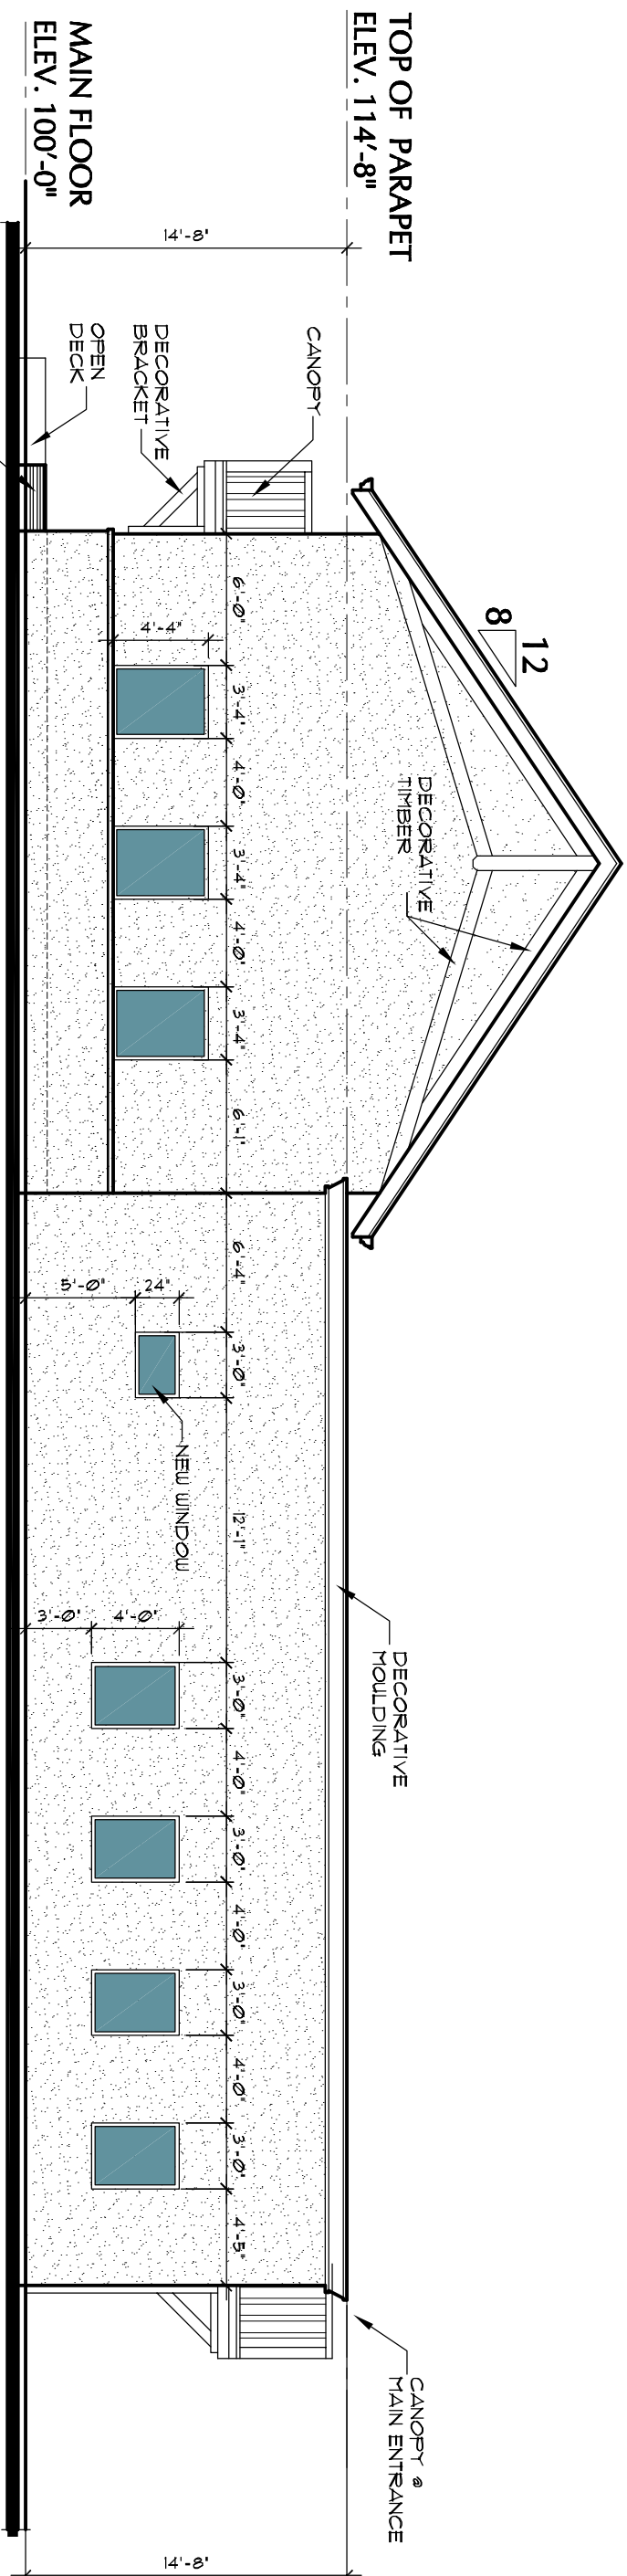 TOP OF PARAPET
ELEV. 114'-8"
MAIN FLOOR
ELEV. 100'-0"
14'-8"
CANOPY
DECORATIVE
BRACKET
OPEN
DECK
12
8
DECORATIVE
TIMBER
6'-0"
4'-4"
3'-4"
4'-0"
3'-4"
4'-0"
3'-4"
6'-1"
6'-4"
5'-0"
24"
3'-0"
NEW WINDOW
12'-1"
DECORATIVE
MOULDING
3'-0"
4'-0"
3'-0"
4'-0"
3'-0"
4'-0"
3'-0"
4'-0"
3'-0"
4'-5"
CANOPY @
MAIN ENTRANCE
14'-8"